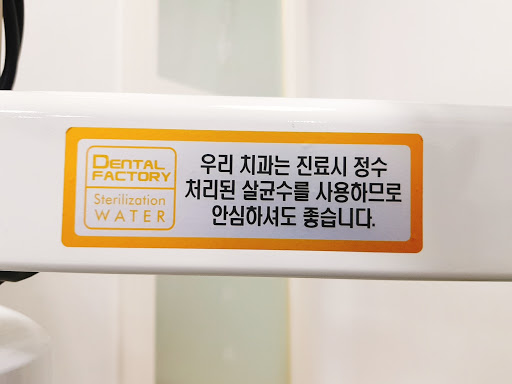 DENTAL
FACTORY
Sterilization
WATER
우리 치과는 진료시 정수
처리된 살균수를 사용하므로
안심하셔도 좋습니다.